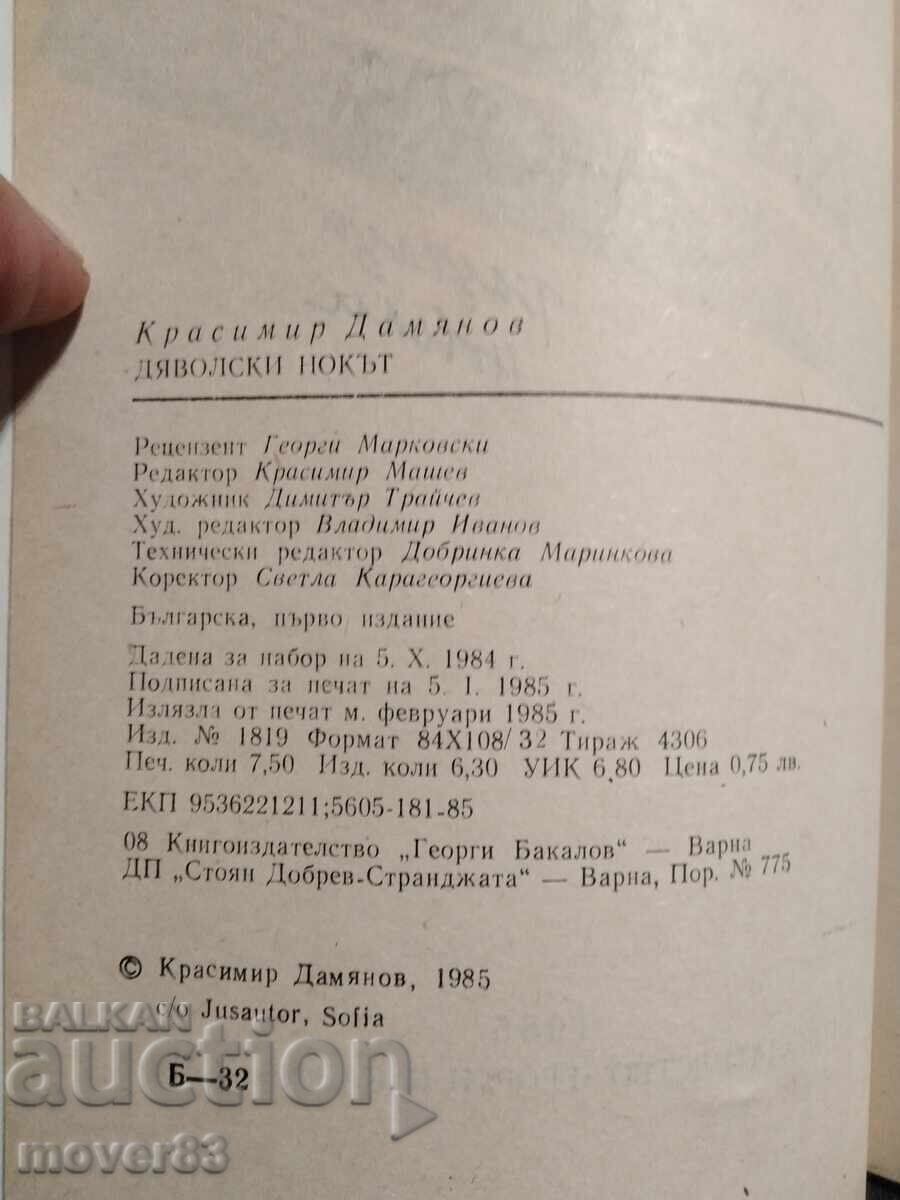 Красимир Дамянов
ДЯВОЛСКИ НОКЪТ
Рецензент Георги Марковски
Редактор Красимир Машев
Художник Димитър Трайчев
Худ. редактор Владимир Иванов
Технически редактор Добринка Маринкова
Коректор Светла Карагеоргиева
Българска, първо издание
Дадена за набор на 5. X. 1984 г.
Подписана за печат на 5. I. 1985 г.
Излязла от печат м. февруари 1985 г.
Изд. № 1819 Формат 84X108/32 Тираж 4306
Печ. коли 7,50 Изд. коли 6,30 УИК 6,80 Цена 0,75 лв.
ЕКП 9536221211;5605-181-85
08 Книгоиздателство „Георги Бакалов“ — Варна
ДП „Стоян Добрев-Странджата“ — Варна, Пор. № 775
© Красимир Дамянов, 1985
c/o Jusautor, Sofia
Б—32
BALKAN
auction
mover83